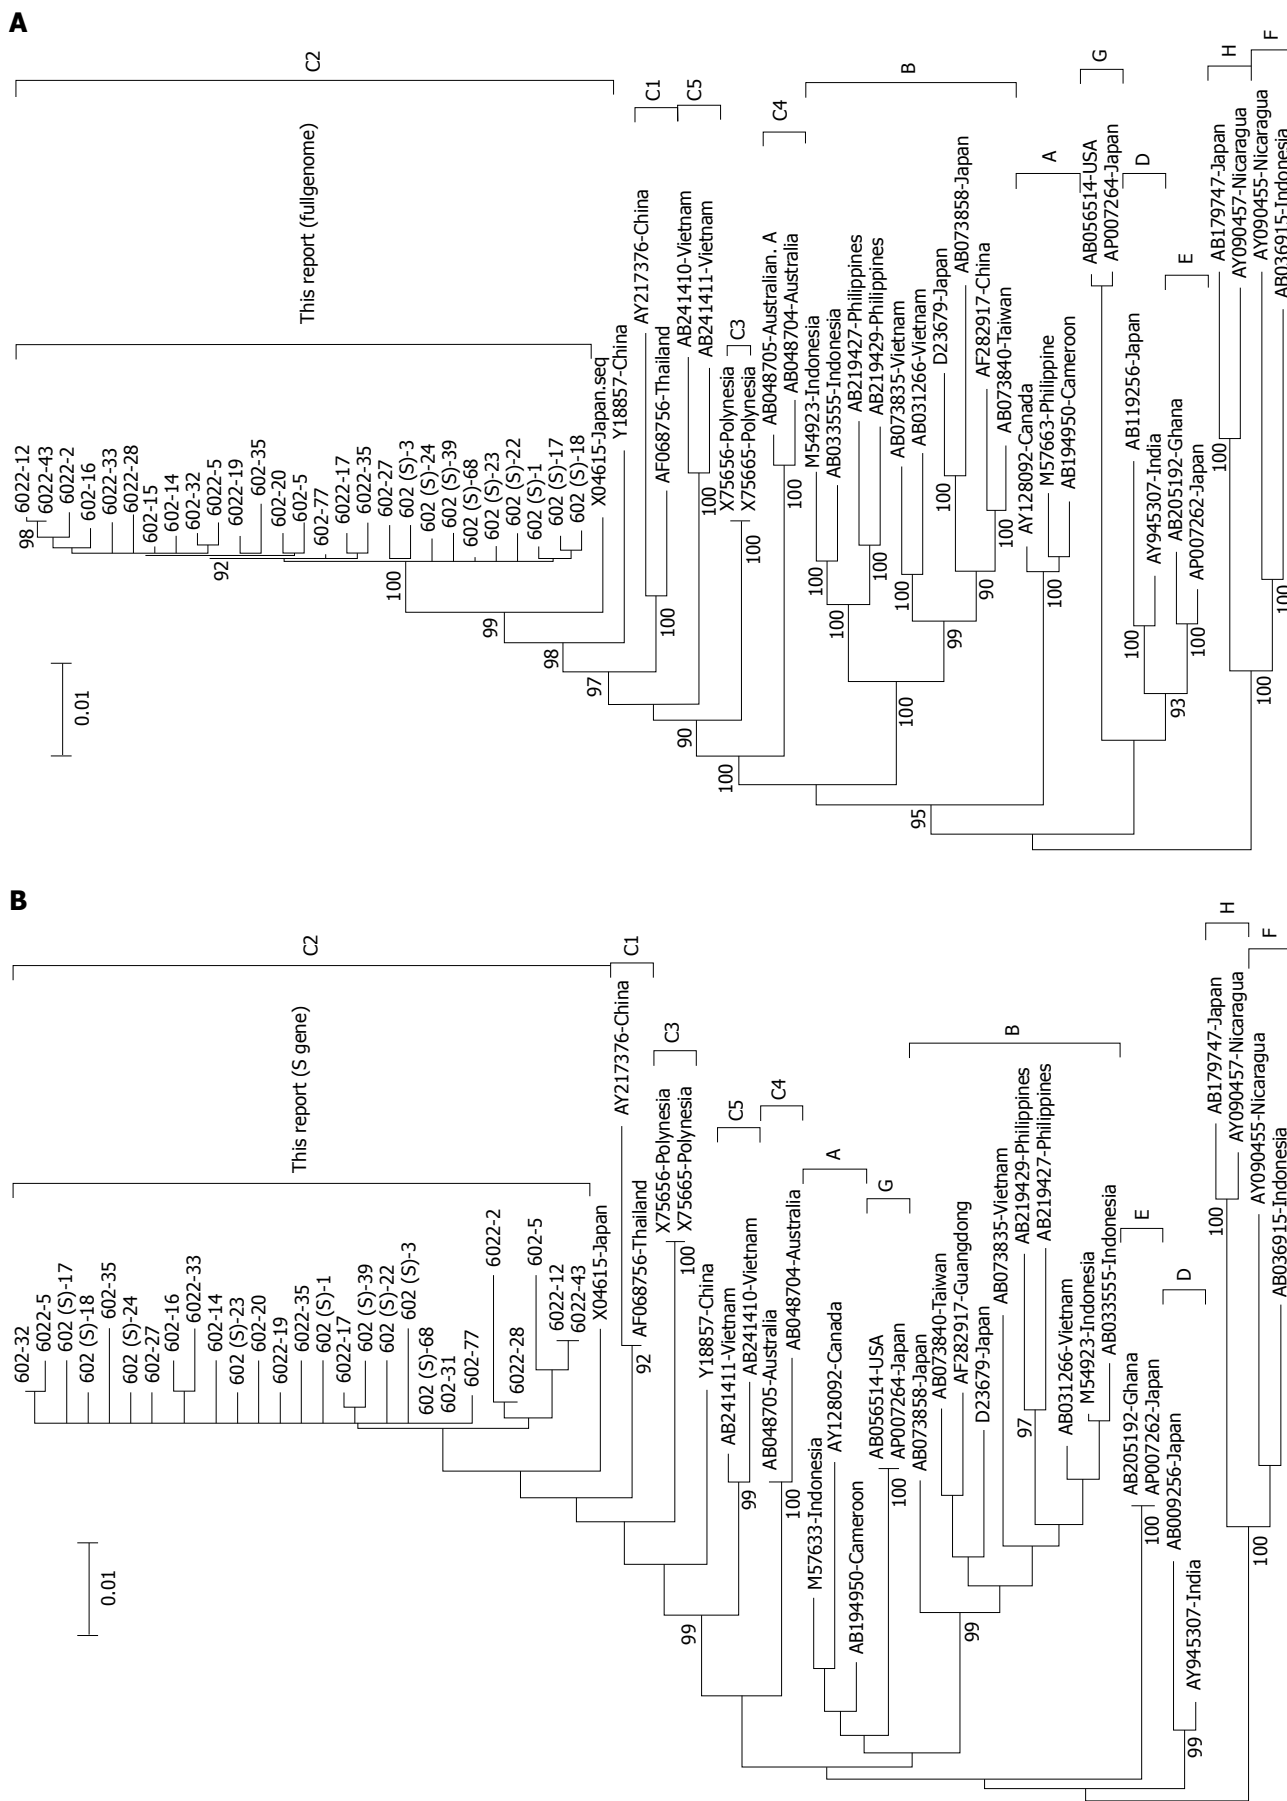 A
C2
This report (fullgenome)
6022-12
6022-43
6022-2
602-16
6022-33
6022-28
602-15
602-14
602-32
6022-5
6022-19
602-35
602-20
602-5
602-77
6022-17
6022-35
602-27
602 (S)-3
602 (S)-24
602 (S)-39
602 (S)-68
602 (S)-23
602 (S)-22
602 (S)-1
602 (S)-17
602 (S)-18
X04615-Japan.seq
Y18857-China
C1
AY217376-China
AF068756-Thailand
C5
AB241410-Vietnam
AB241411-Vietnam
C3
X75656-Polynesia
X75665-Polynesia
C4
AB048705-Australian. A
AB048704-Australia
B
M54923-Indonesia
AB033555-Indonesia
AB219427-Philippines
AB219429-Philippines
AB073835-Vietnam
AB031266-Vietnam
D23679-Japan
AB073858-Japan
AF282917-China
AB073840-Taiwan
A
AY128092-Canada
M57663-Philippine
AB194950-Cameroon
G
AB056514-USA
AP007264-Japan
D
AB119256-Japan
AY945307-India
E
AB205192-Ghana
AP007262-Japan
H
AB179747-Japan
AY090457-Nicaragua
F
AY090455-Nicaragua
AB036915-Indonesia
98
92
100
99
98
97
100
100
100
90
100
100
100
100
100
100
100
100
90
99
100
100
95
100
100
93
100
100
100
0.01
B
C2
This report (S gene)
602-32
6022-5
602 (S)-17
602 (S)-18
602-35
602 (S)-24
602-27
602-16
6022-33
602-14
602 (S)-23
602-20
6022-19
6022-35
602 (S)-1
6022-17
602 (S)-39
602 (S)-22
602 (S)-3
602 (S)-68
602-31
602-77
6022-2
6022-28
602-5
6022-12
6022-43
X04615-Japan
C1
AY217376-China
AF068756-Thailand
C3
X75656-Polynesia
X75665-Polynesia
Y18857-China
C5
AB241411-Vietnam
AB241410-Vietnam
C4
AB048705-Australia
AB048704-Australia
A
M57633-Indonesia
AY128092-Canada
AB194950-Cameroon
G
AB056514-USA
AP007264-Japan
B
AB073858-Japan
AB073840-Taiwan
AF282917-Guangdong
D23679-Japan
AB073835-Vietnam
AB219429-Philippines
AB219427-Philippines
AB031266-Vietnam
M54923-Indonesia
AB033555-Indonesia
E
AB205192-Ghana
AP007262-Japan
D
AB009256-Japan
AY945307-India
H
AB179747-Japan
AY090457-Nicaragua
F
AY090455-Nicaragua
AB036915-Indonesia
92
100
99
100
99
100
97
99
100
99
100
100
0.01